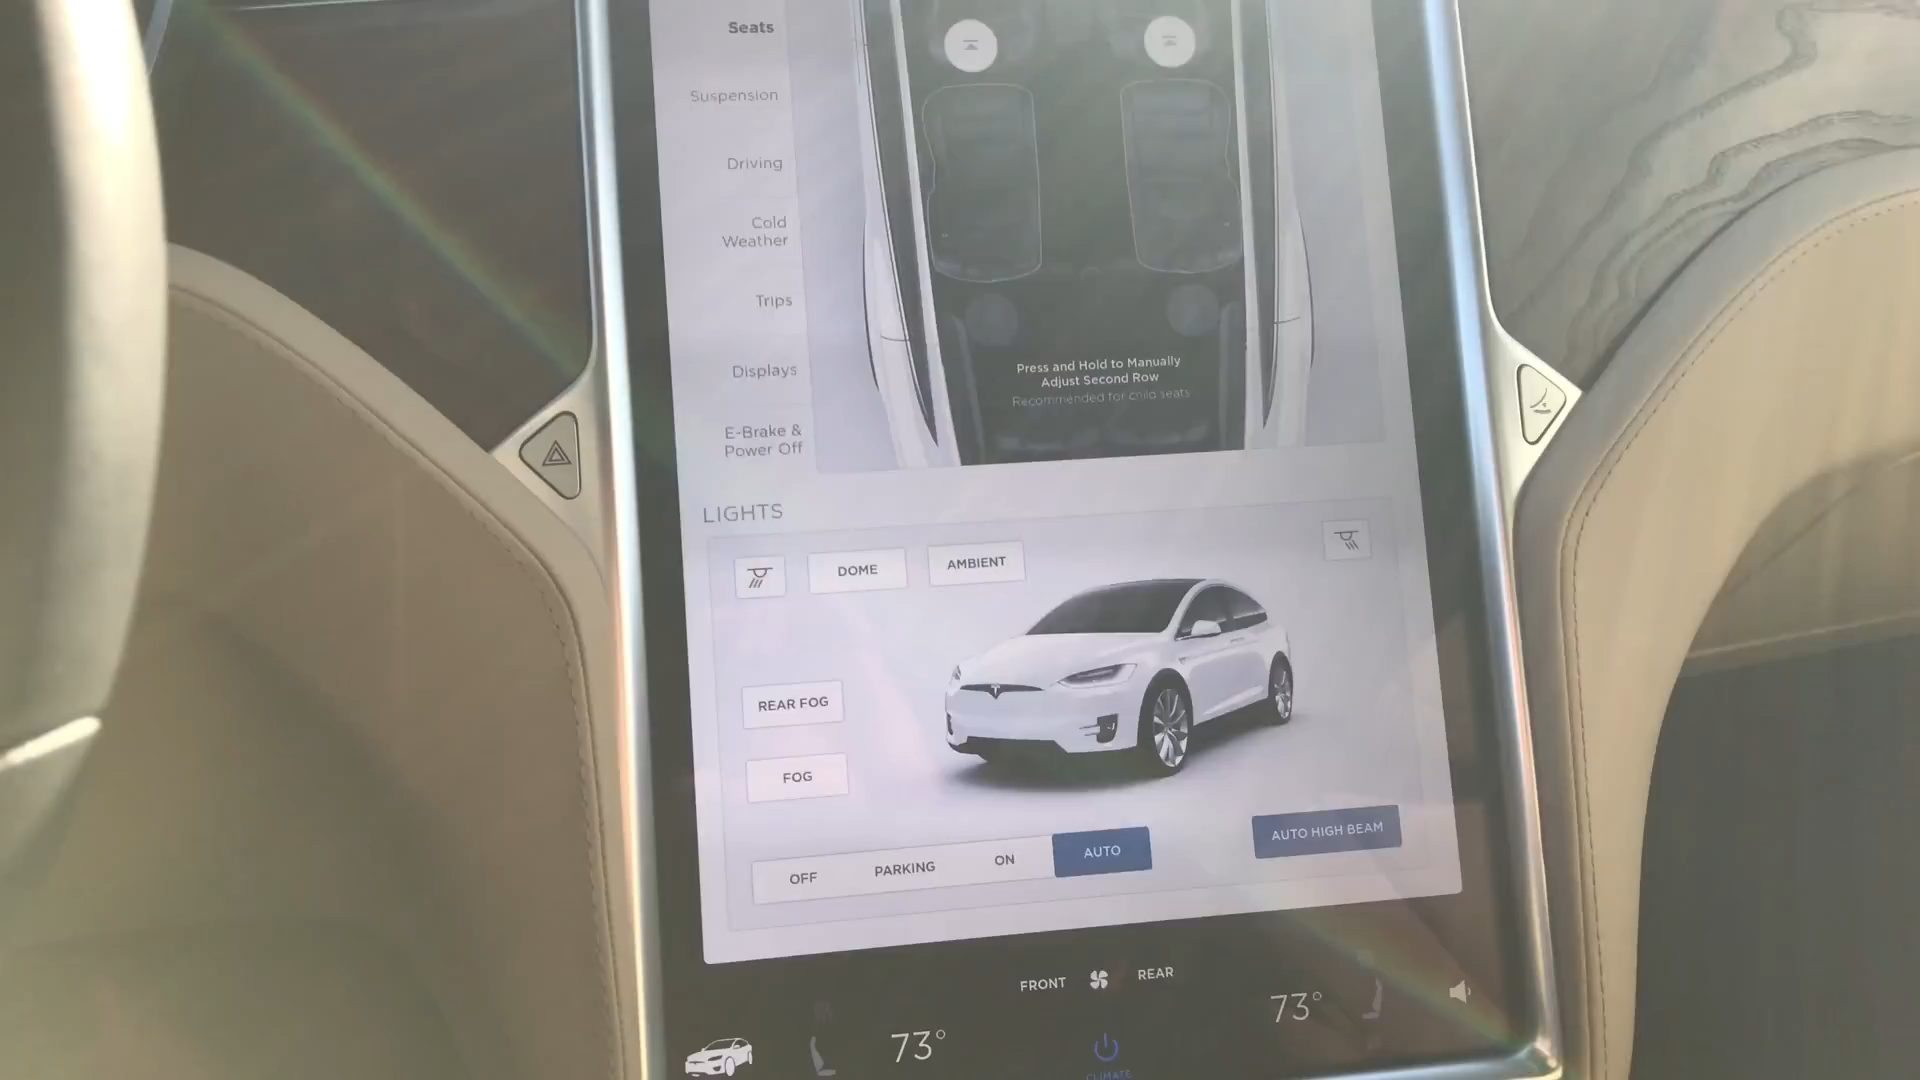 Seats
Suspension
Driving
Cold
Weather
Trips
Displays
E-Brake &
Power Off
Press and Hold to Manually
Adjust Second Row
Recommended for child seats
LIGHTS
DOME
AMBIENT
REAR FOG
FOG
OFF
PARKING
ON
AUTO
AUTO HIGH BEAM
FRONT
REAR
73°
73°
CLIMATE